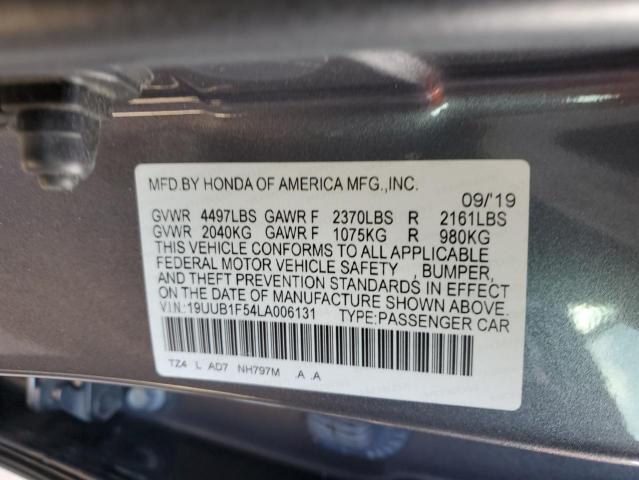 MFD.BY HONDA OF AMERICA MFG.,INC.
09/'19
GVWR 4497LBS GAWR F 2370LBS R 2161LBS
GVWR 2040KG GAWR F 1075KG R 980KG
THIS VEHICLE CONFORMS TO ALL APPLICABLE
FEDERAL MOTOR VEHICLE SAFETY , BUMPER,
AND THEFT PREVENTION STANDARDS IN EFFECT
ON THE DATE OF MANUFACTURE SHOWN ABOVE.
V.I.N.:19UUB1F54LA006131 TYPE:PASSENGER CAR
TZ4 L AD7 NH797M .A .A